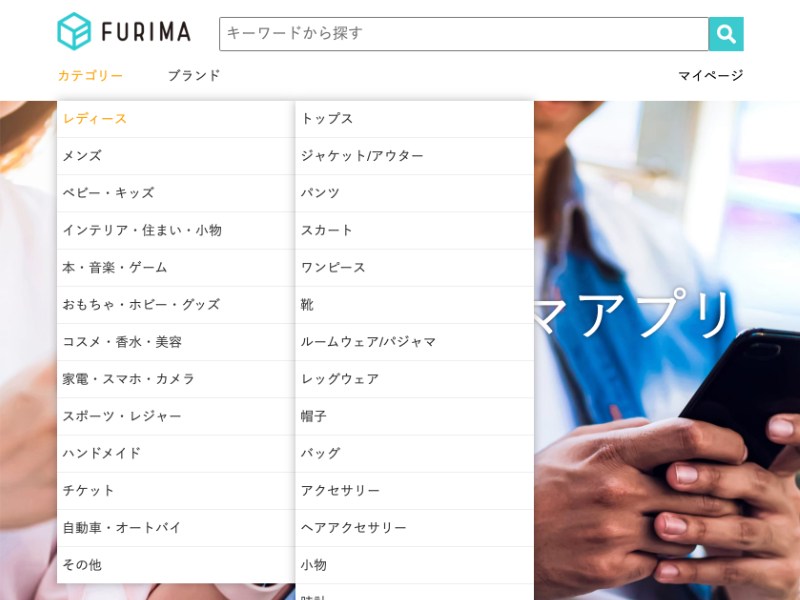 FURIMA
キーワードから探す
カテゴリー
ブランド
マイページ
レディース
メンズ
ベビー・キッズ
インテリア・住まい・小物
本・音楽・ゲーム
おもちゃ・ホビー・グッズ
コスメ・香水・美容
家電・スマホ・カメラ
スポーツ・レジャー
ハンドメイド
チケット
自動車・オートバイ
その他
トップス
ジャケット/アウター
パンツ
スカート
ワンピース
靴
ルームウェア/パジャマ
レッグウェア
帽子
バッグ
アクセサリー
ヘアアクセサリー
小物
マアプリ